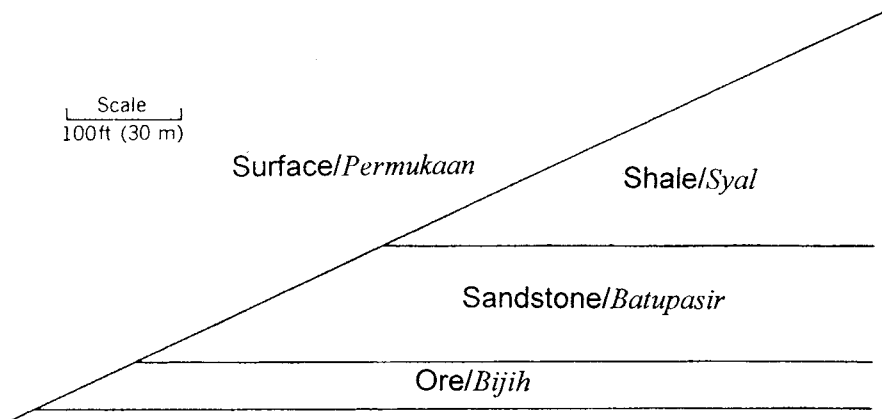 Scale
100ft (30 m)
Surface/Permukaan
Shale/Syal
Sandstone/Batupasir
Ore/Bijih